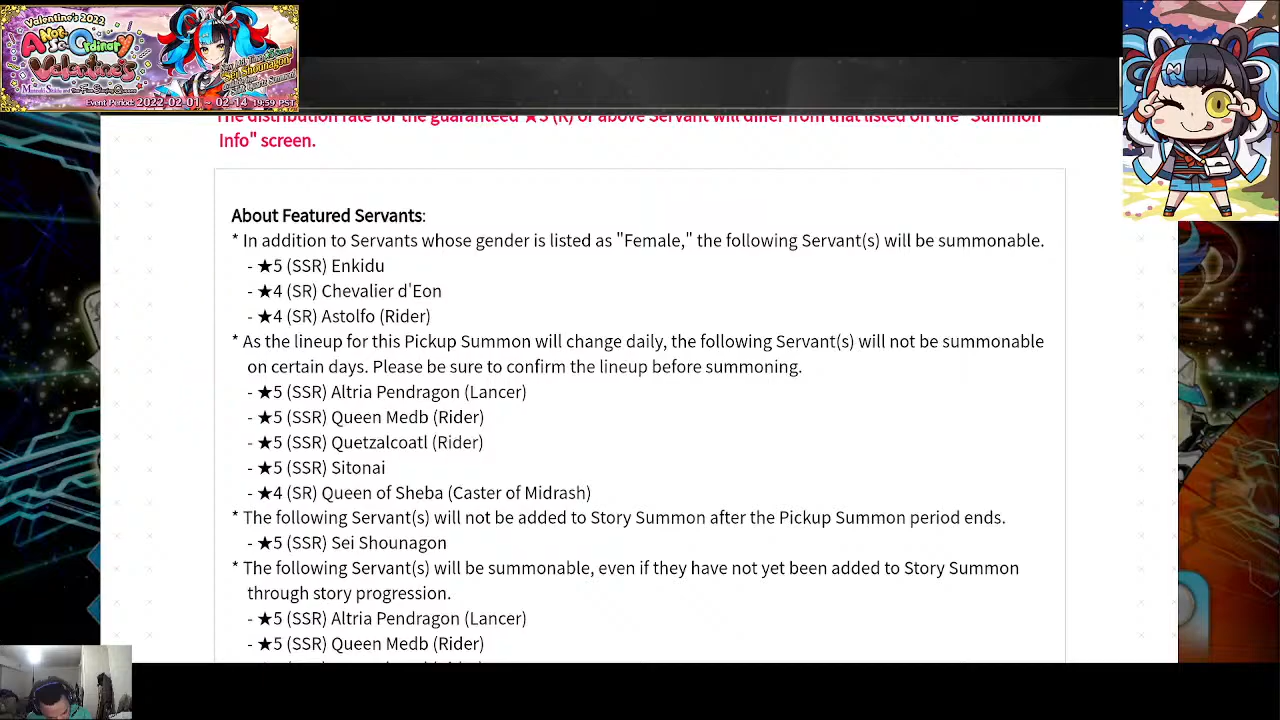 Valentine's 2022
A Not-So-Ordinary
Valentine's
Sei Shounagon
Event Period: 2022-02-01 ~ 02-14 19:59 PST
The distribution rate for the guaranteed ★3 (R) or above Servant will differ from that listed on the "Summon
Info" screen.
About Featured Servants:
* In addition to Servants whose gender is listed as "Female," the following Servant(s) will be summonable.
- ★5 (SSR) Enkidu
- ★4 (SR) Chevalier d'Eon
- ★4 (SR) Astolfo (Rider)
* As the lineup for this Pickup Summon will change daily, the following Servant(s) will not be summonable
on certain days. Please be sure to confirm the lineup before summoning.
- ★5 (SSR) Altria Pendragon (Lancer)
- ★5 (SSR) Queen Medb (Rider)
- ★5 (SSR) Quetzalcoatl (Rider)
- ★5 (SSR) Sitonai
- ★4 (SR) Queen of Sheba (Caster of Midrash)
* The following Servant(s) will not be added to Story Summon after the Pickup Summon period ends.
- ★5 (SSR) Sei Shounagon
* The following Servant(s) will be summonable, even if they have not yet been added to Story Summon
through story progression.
- ★5 (SSR) Altria Pendragon (Lancer)
- ★5 (SSR) Queen Medb (Rider)